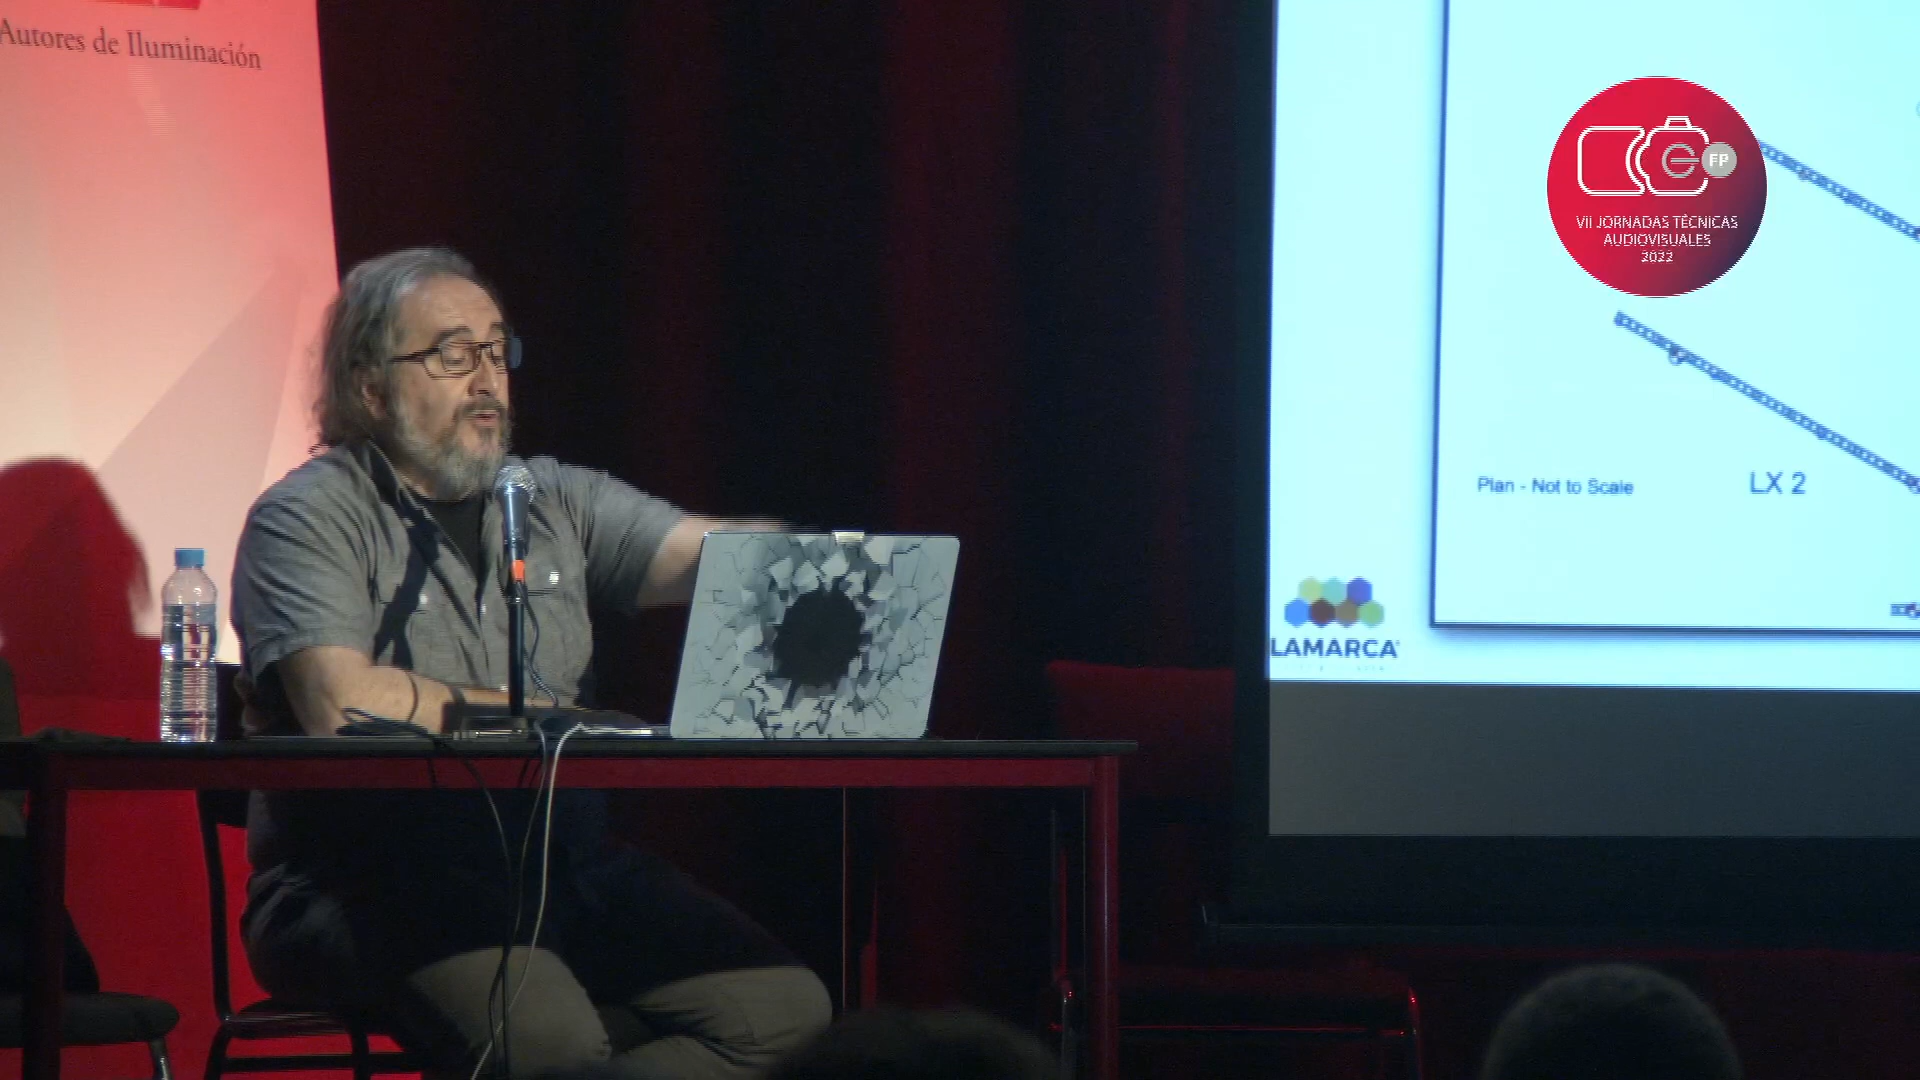 Autores de Iluminación
FP
VII JORNADAS TÉCNICAS
AUDIOVISUALES
2022
Plan - Not to Scale
LX 2
LAMARCA